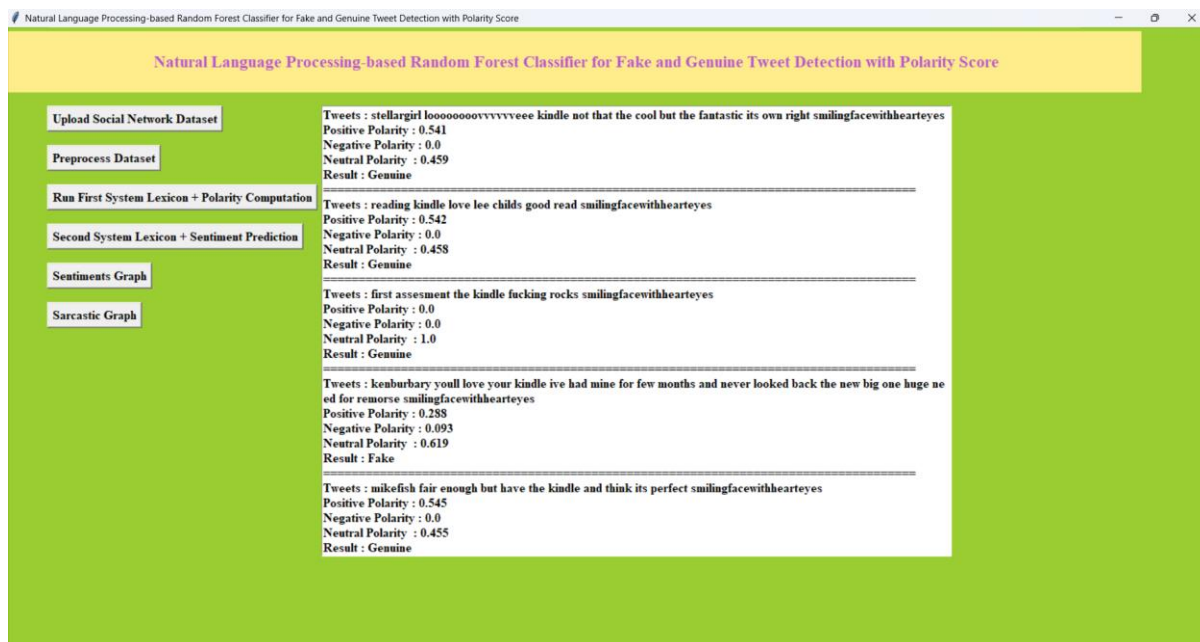 Natural Language Processing-based Random Forest Classifier for Fake and Genuine Tweet Detection with Polarity Score
Natural Language Processing-based Random Forest Classifier for Fake and Genuine Tweet Detection with Polarity Score
Upload Social Network Dataset
Preprocess Dataset
Run First System Lexicon + Polarity Computation
Second System Lexicon + Sentiment Prediction
Sentiments Graph
Sarcastic Graph
Tweets : stellargirl loooooooovvvvvveee kindle not that the cool but the fantastic its own right smilingfacewithhearteyes
Positive Polarity : 0.541
Negative Polarity : 0.0
Neutral Polarity : 0.459
Result : Genuine
Tweets : reading kindle love lee childs good read smilingfacewithhearteyes
Positive Polarity : 0.542
Negative Polarity : 0.0
Neutral Polarity : 0.458
Result : Genuine
Tweets : first assesment the kindle fucking rocks smilingfacewithhearteyes
Positive Polarity : 0.0
Negative Polarity : 0.0
Neutral Polarity : 1.0
Result : Genuine
Tweets : kenburbary youll love your kindle ive had mine for few months and never looked back the new big one huge ne
ed for remorse smilingfacewithhearteyes
Positive Polarity : 0.288
Negative Polarity : 0.093
Neutral Polarity : 0.619
Result : Fake
Tweets : mikefish fair enough but have the kindle and think its perfect smilingfacewithhearteyes
Positive Polarity : 0.545
Negative Polarity : 0.0
Neutral Polarity : 0.455
Result : Genuine